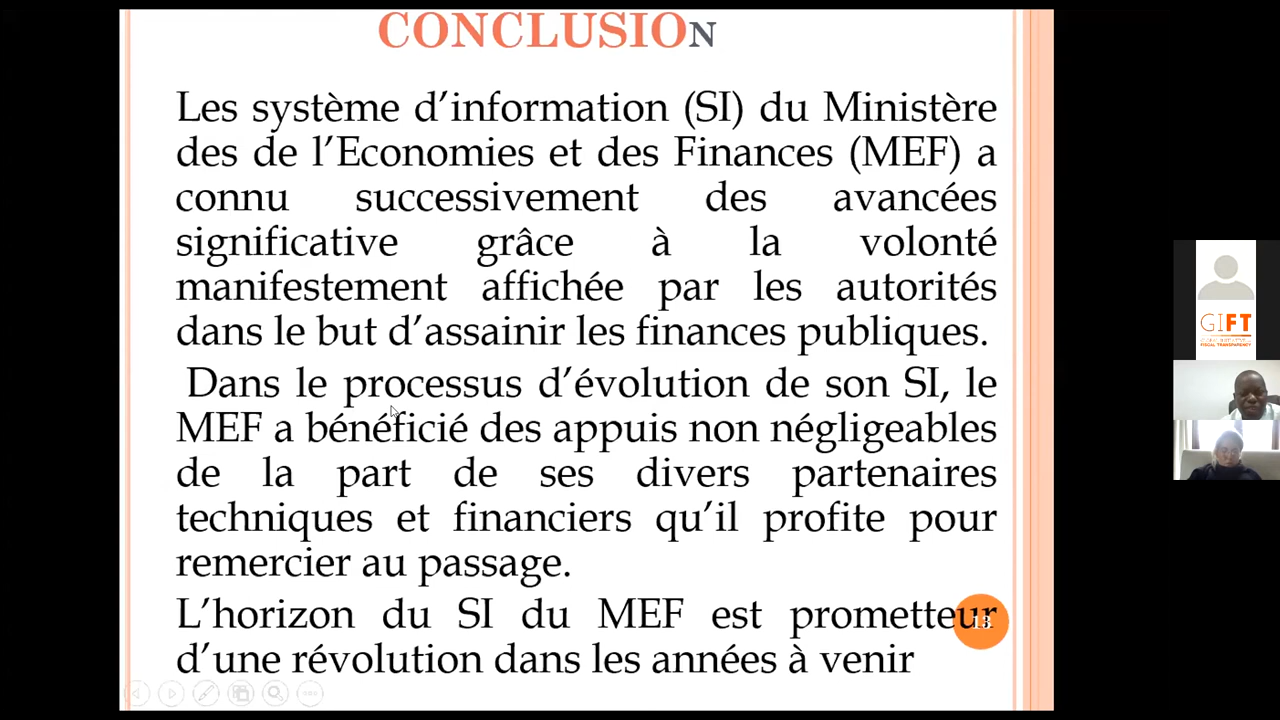 CONCLUSION
Les système d’information (SI) du Ministère
des de l’Economies et des Finances (MEF) a
connu successivement des avancées
significative grâce à la volonté
manifestement affichée par les autorités
dans le but d’assainir les finances publiques.
Dans le processus d’évolution de son SI, le
MEF a bénéficié des appuis non négligeables
de la part de ses divers partenaires
techniques et financiers qu’il profite pour
remercier au passage.
L’horizon du SI du MEF est prometteur
d’une révolution dans les années à venir
13
GIFT
FISCAL TRANSPARENCY